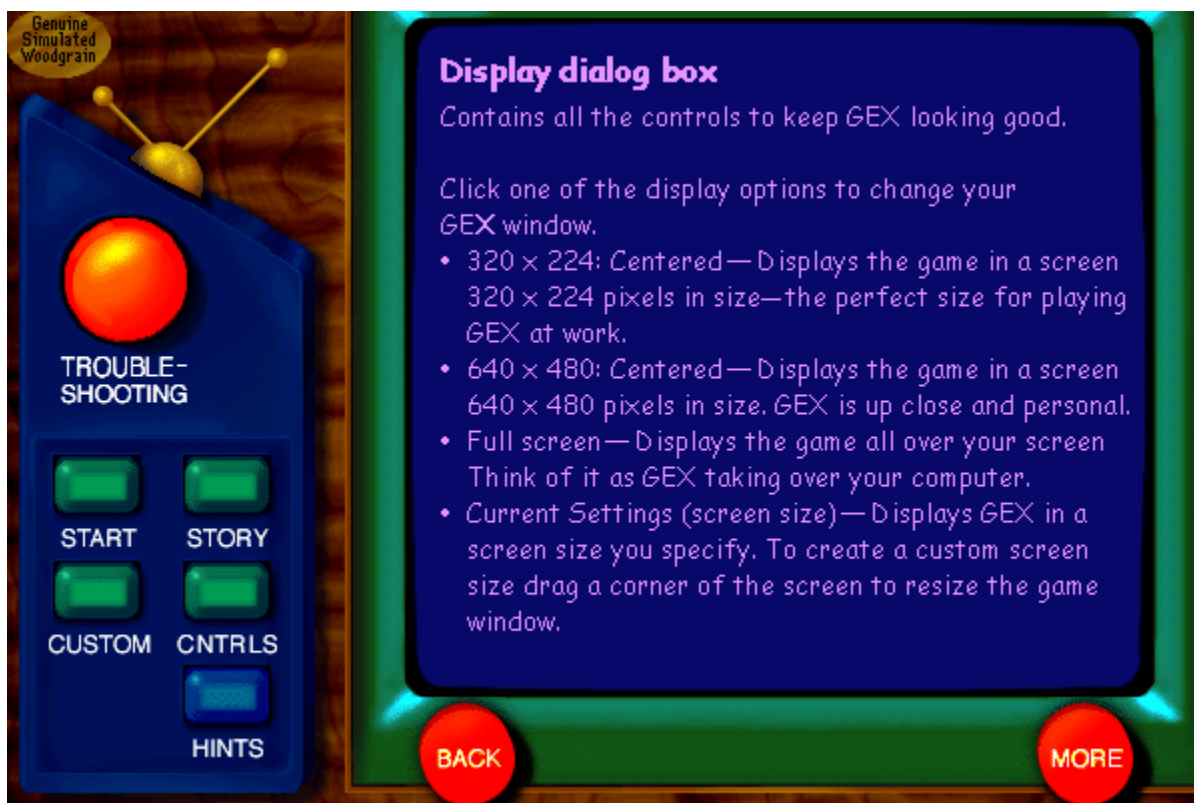 Genuine
Simulated
Woodgrain
TROUBLE-
SHOOTING
START
STORY
CUSTOM
CNTRLS
HINTS
Display dialog box
Contains all the controls to keep GEX looking good.
Click one of the display options to change your
GEX window.
• 320 × 224: Centered—Displays the game in a screen
320 × 224 pixels in size—the perfect size for playing
GEX at work.
• 640 × 480: Centered—Displays the game in a screen
640 × 480 pixels in size. GEX is up close and personal.
• Full screen—Displays the game all over your screen
Think of it as GEX taking over your computer.
• Current Settings (screen size)—Displays GEX in a
screen size you specify. To create a custom screen
size drag a corner of the screen to resize the game
window.
BACK
MORE